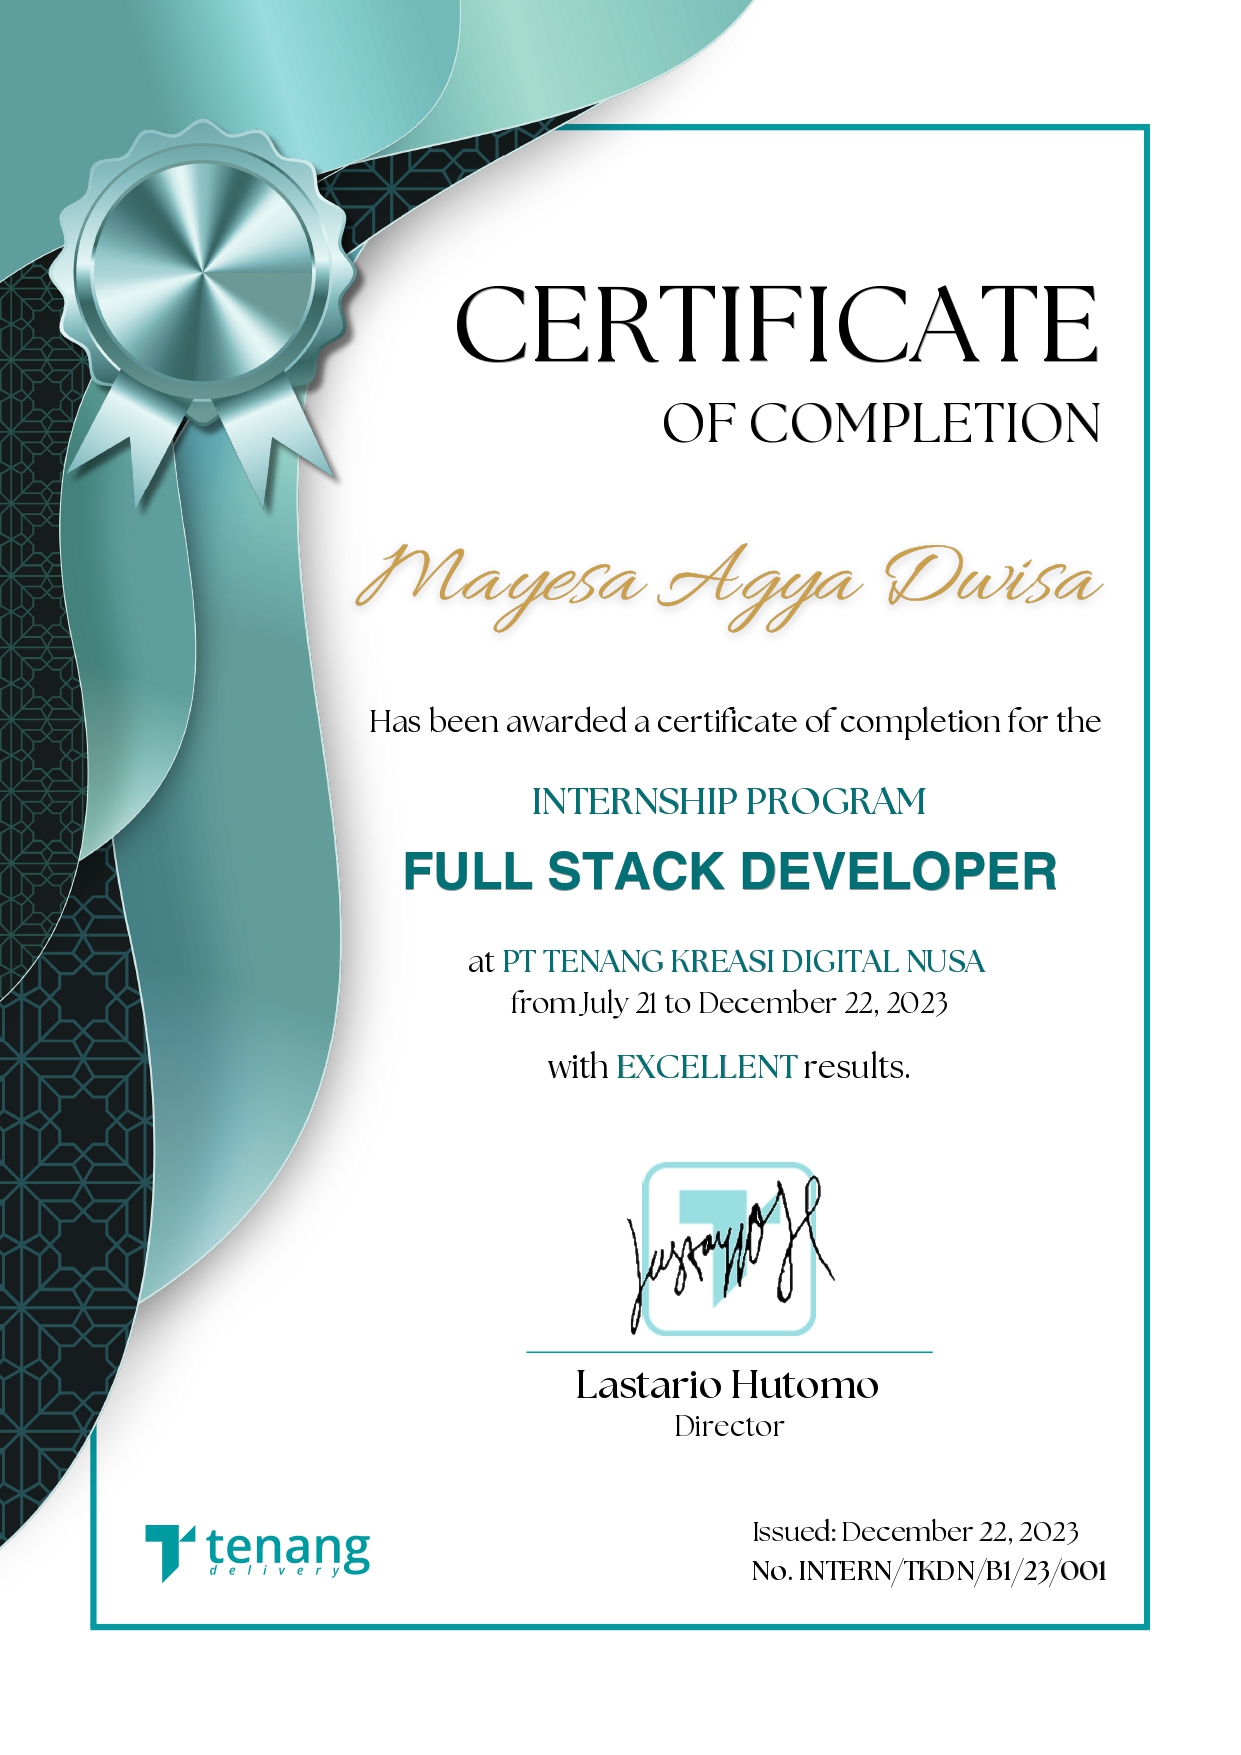 CERTIFICATE
OF COMPLETION
Mayesa Agya Dwisa
Has been awarded a certificate of completion for the
INTERNSHIP PROGRAM
FULL STACK DEVELOPER
at PT TENANG KREASI DIGITAL NUSA
from July 21 to December 22, 2023
with EXCELLENT results.
Lastario Hutomo
Director
tenang
delivery
Issued: December 22, 2023
No. INTERN/TKDN/B1/23/001